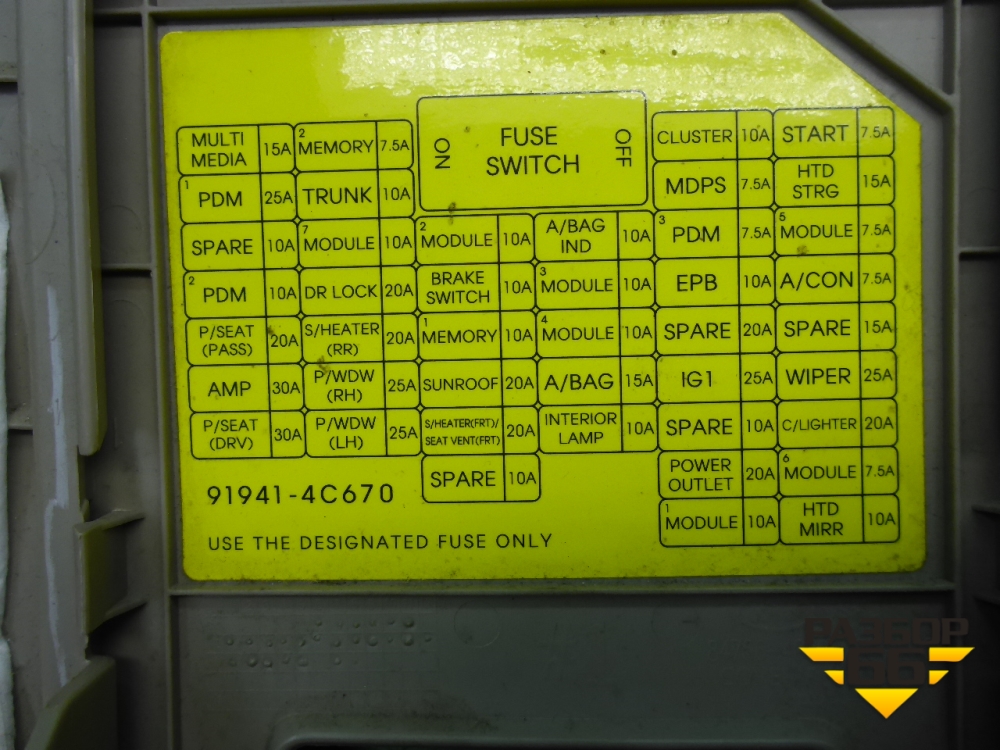 MULTI MEDIA 15A 2 MEMORY 7.5A
ON FUSE SWITCH OFF
CLUSTER 10A START 7.5A
1 PDM 25A TRUNK 10A
MDPS 7.5A HTD STRG 15A
SPARE 10A 7 MODULE 10A 2 MODULE 10A A/BAG IND 10A 3 PDM 7.5A 5 MODULE 7.5A
2 PDM 10A DR LOCK 20A BRAKE SWITCH 10A 3 MODULE 10A EPB 10A A/CON 7.5A
P/SEAT (PASS) 20A S/HEATER (RR) 20A 1 MEMORY 10A 4 MODULE 10A SPARE 20A SPARE 15A
AMP 30A P/WDW (RH) 25A SUNROOF 20A A/BAG 15A IG1 25A WIPER 25A
P/SEAT (DRV) 30A P/WDW (LH) 25A S/HEATER(FRT)/ SEAT VENT(FRT) 20A INTERIOR LAMP 10A SPARE 10A C/LIGHTER 20A
SPARE 10A POWER OUTLET 20A 6 MODULE 7.5A
1 MODULE 10A HTD MIRR 10A
91941-4C670
USE THE DESIGNATED FUSE ONLY
РАЗБОР
66